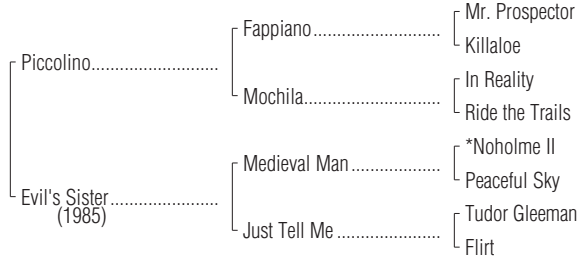 Mr. Prospector
Fappiano
Killaloe
Piccolino
In Reality
Mochila
Ride the Trails
*Noholme II
Medieval Man
Peaceful Sky
Evil's Sister
(1985)
Tudor Gleeman
Just Tell Me
Flirt